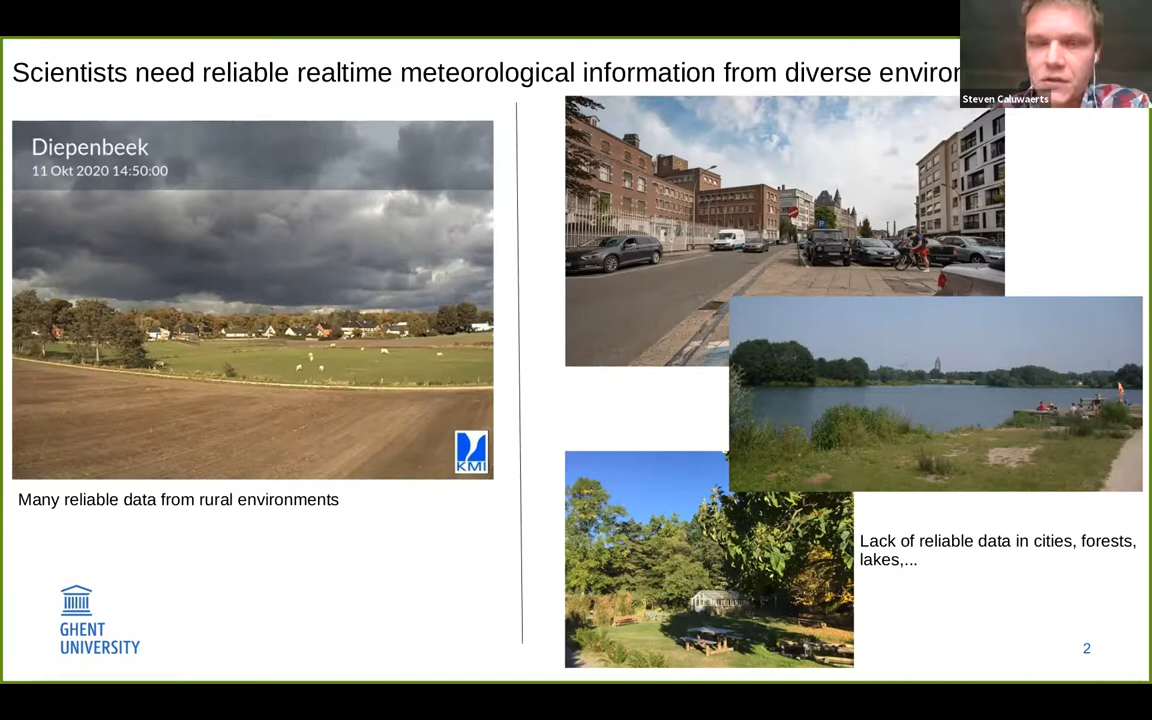 Scientists need reliable realtime meteorological information from diverse
Steven Caluwaerts
Diepenbeek
11 Okt 2020 14:50:00
KMI
P
Many reliable data from rural environments
Lack of reliable data in cities, forests,
lakes,...
GHENT
UNIVERSITY
2